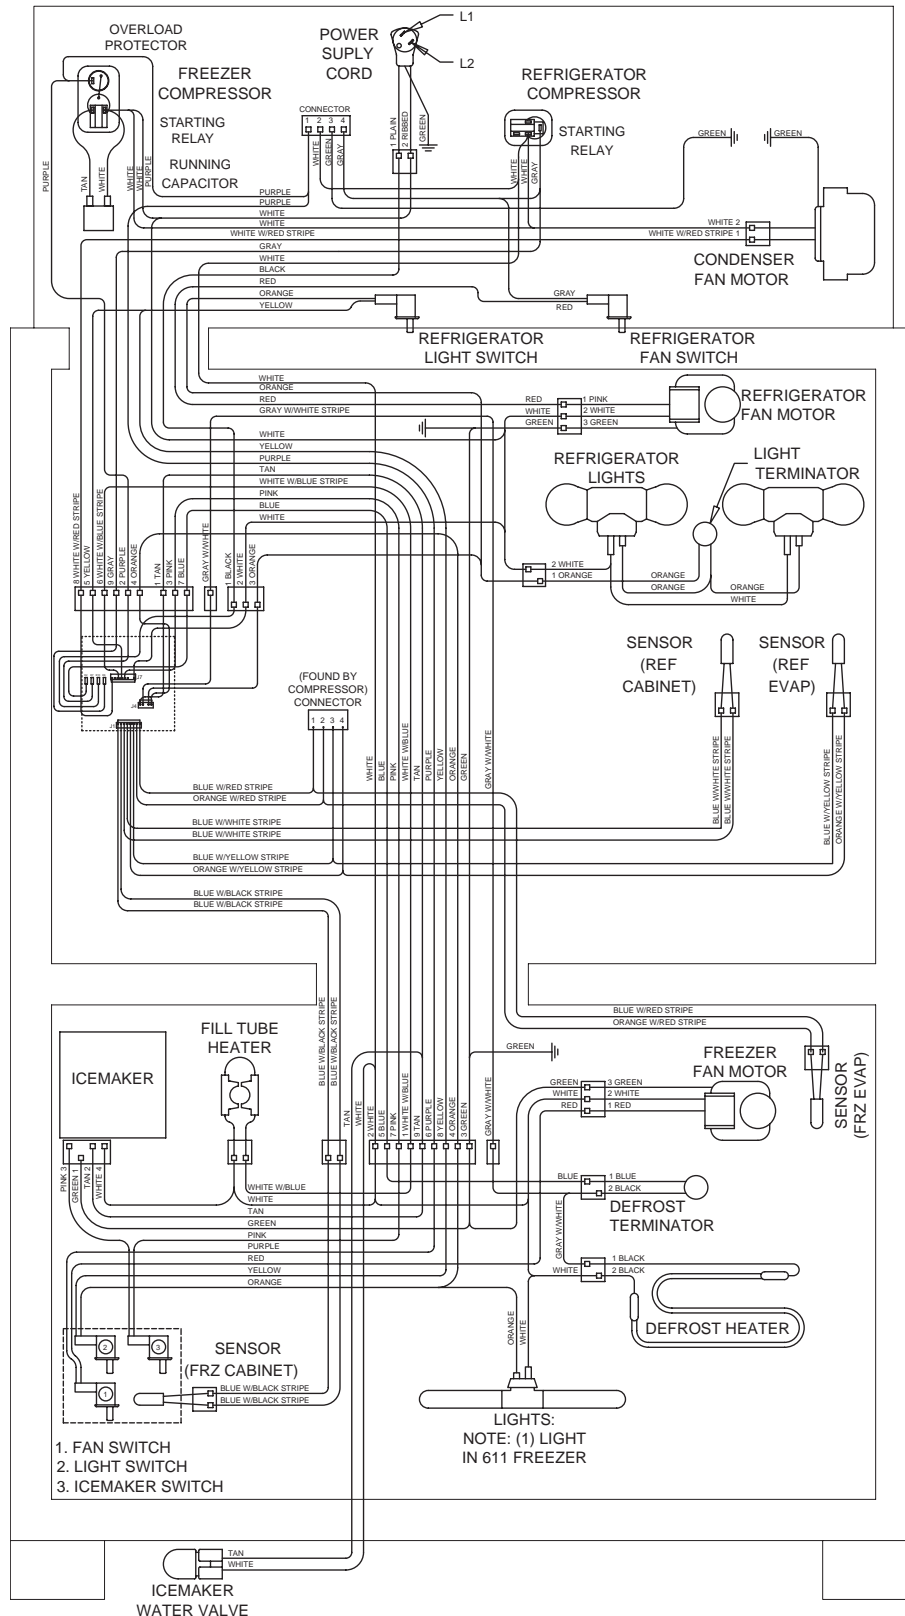 OVERLOAD
PROTECTOR
FREEZER
COMPRESSOR
STARTING
RELAY
RUNNING
CAPACITOR
POWER
SUPLY
CORD
L1
L2
CONNECTOR
1 2 3 4
REFRIGERATOR
COMPRESSOR
STARTING
RELAY
PURPLE
TAN
WHITE
WHITE
WHITE
PURPLE
WHITE
GREEN
GRAY
1 PLAIN
2 RIBBED
GREEN
WHITE
WHITE
GRAY
GREEN
GREEN
PURPLE
PURPLE
WHITE
WHITE
WHITE W/RED STRIPE
GRAY
WHITE
BLACK
RED
ORANGE
YELLOW
WHITE 2
WHITE W/RED STRIPE 1
CONDENSER
FAN MOTOR
GRAY
RED
REFRIGERATOR
LIGHT SWITCH
REFRIGERATOR
FAN SWITCH
WHITE
ORANGE
RED
GRAY W/WHITE STRIPE
WHITE
YELLOW
PURPLE
TAN
WHITE W/BLUE STRIPE
PINK
BLUE
WHITE
RED
WHITE
GREEN
1 PINK
2 WHITE
3 GREEN
REFRIGERATOR
FAN MOTOR
REFRIGERATOR
LIGHTS
LIGHT
TERMINATOR
8 WHITE W/RED STRIPE
5 YELLOW
6 WHITE W/BLUE STRIPE
9 GRAY
2 PURPLE
4 ORANGE
1 TAN
3 PINK
7 BLUE
GRAY W/WHITE
1 BLACK
2 WHITE
3 ORANGE
2 WHITE
1 ORANGE
ORANGE
ORANGE
ORANGE
WHITE
SENSOR
(REF
CABINET)
SENSOR
(REF
EVAP)
(FOUND BY
COMPRESSOR)
CONNECTOR
1 2 3 4
WHITE
BLUE
PINK
WHITE W/BLUE
TAN
PURPLE
YELLOW
ORANGE
GREEN
GRAY W/WHITE
BLUE W/WHITE STRIPE
BLUE W/WHITE STRIPE
BLUE W/YELLOW STRIPE
ORANGE W/YELLOW STRIPE
BLUE W/RED STRIPE
ORANGE W/RED STRIPE
BLUE W/WHITE STRIPE
BLUE W/WHITE STRIPE
BLUE W/YELLOW STRIPE
ORANGE W/YELLOW STRIPE
BLUE W/BLACK STRIPE
BLUE W/BLACK STRIPE
BLUE W/RED STRIPE
ORANGE W/RED STRIPE
ICEMAKER
FILL TUBE
HEATER
BLUE W/BLACK STRIPE
BLUE W/BLACK STRIPE
TAN
WHITE
2 WHITE
5 BLUE
7 PINK
1 WHITE W/BLUE
9 TAN
6 PURPLE
8 YELLOW
4 ORANGE
3 GREEN
GRAY W/WHITE
GREEN
FREEZER
FAN MOTOR
GREEN
WHITE
RED
3 GREEN
2 WHITE
1 RED
SENSOR
(FRZ EVAP)
PINK 3
GREEN 1
TAN 2
WHITE 4
WHITE W/BLUE
WHITE
TAN
GREEN
PINK
PURPLE
RED
YELLOW
ORANGE
BLUE
1 BLUE
2 BLACK
DEFROST
TERMINATOR
GRAY W/WHITE
WHITE
1 BLACK
2 BLACK
DEFROST HEATER
ORANGE
WHITE
2
3
1
SENSOR
(FRZ CABINET)
BLUE W/BLACK STRIPE
BLUE W/BLACK STRIPE
LIGHTS:
NOTE: (1) LIGHT
IN 611 FREEZER
1. FAN SWITCH
2. LIGHT SWITCH
3. ICEMAKER SWITCH
TAN
WHITE
ICEMAKER
WATER VALVE